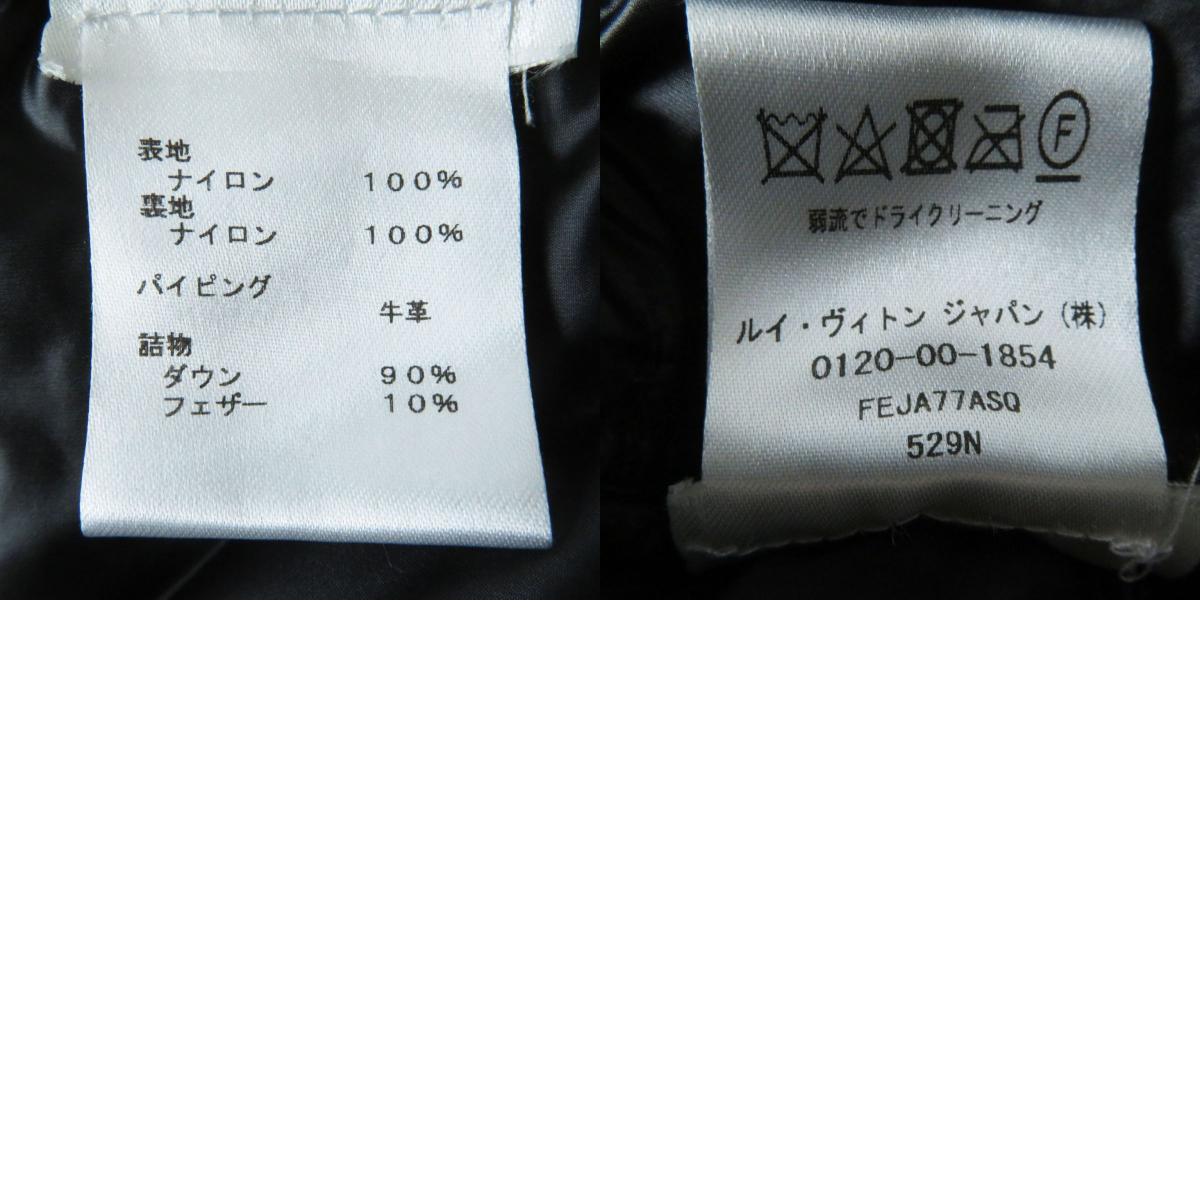 表地
ナイロン 100%
裏地
ナイロン 100%
パイピング
牛革
詰物
ダウン 90%
フェザー 10%
F
弱流でドライクリーニング
ルイ・ヴィトン ジャパン(株)
0120-00-1854
FEJA77ASQ
529N